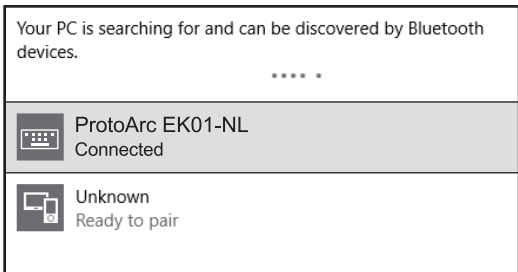 Your PC is searching for and can be discovered by Bluetooth
devices.
ProtoArc EK01-NL
Connected
Unknown
Ready to pair